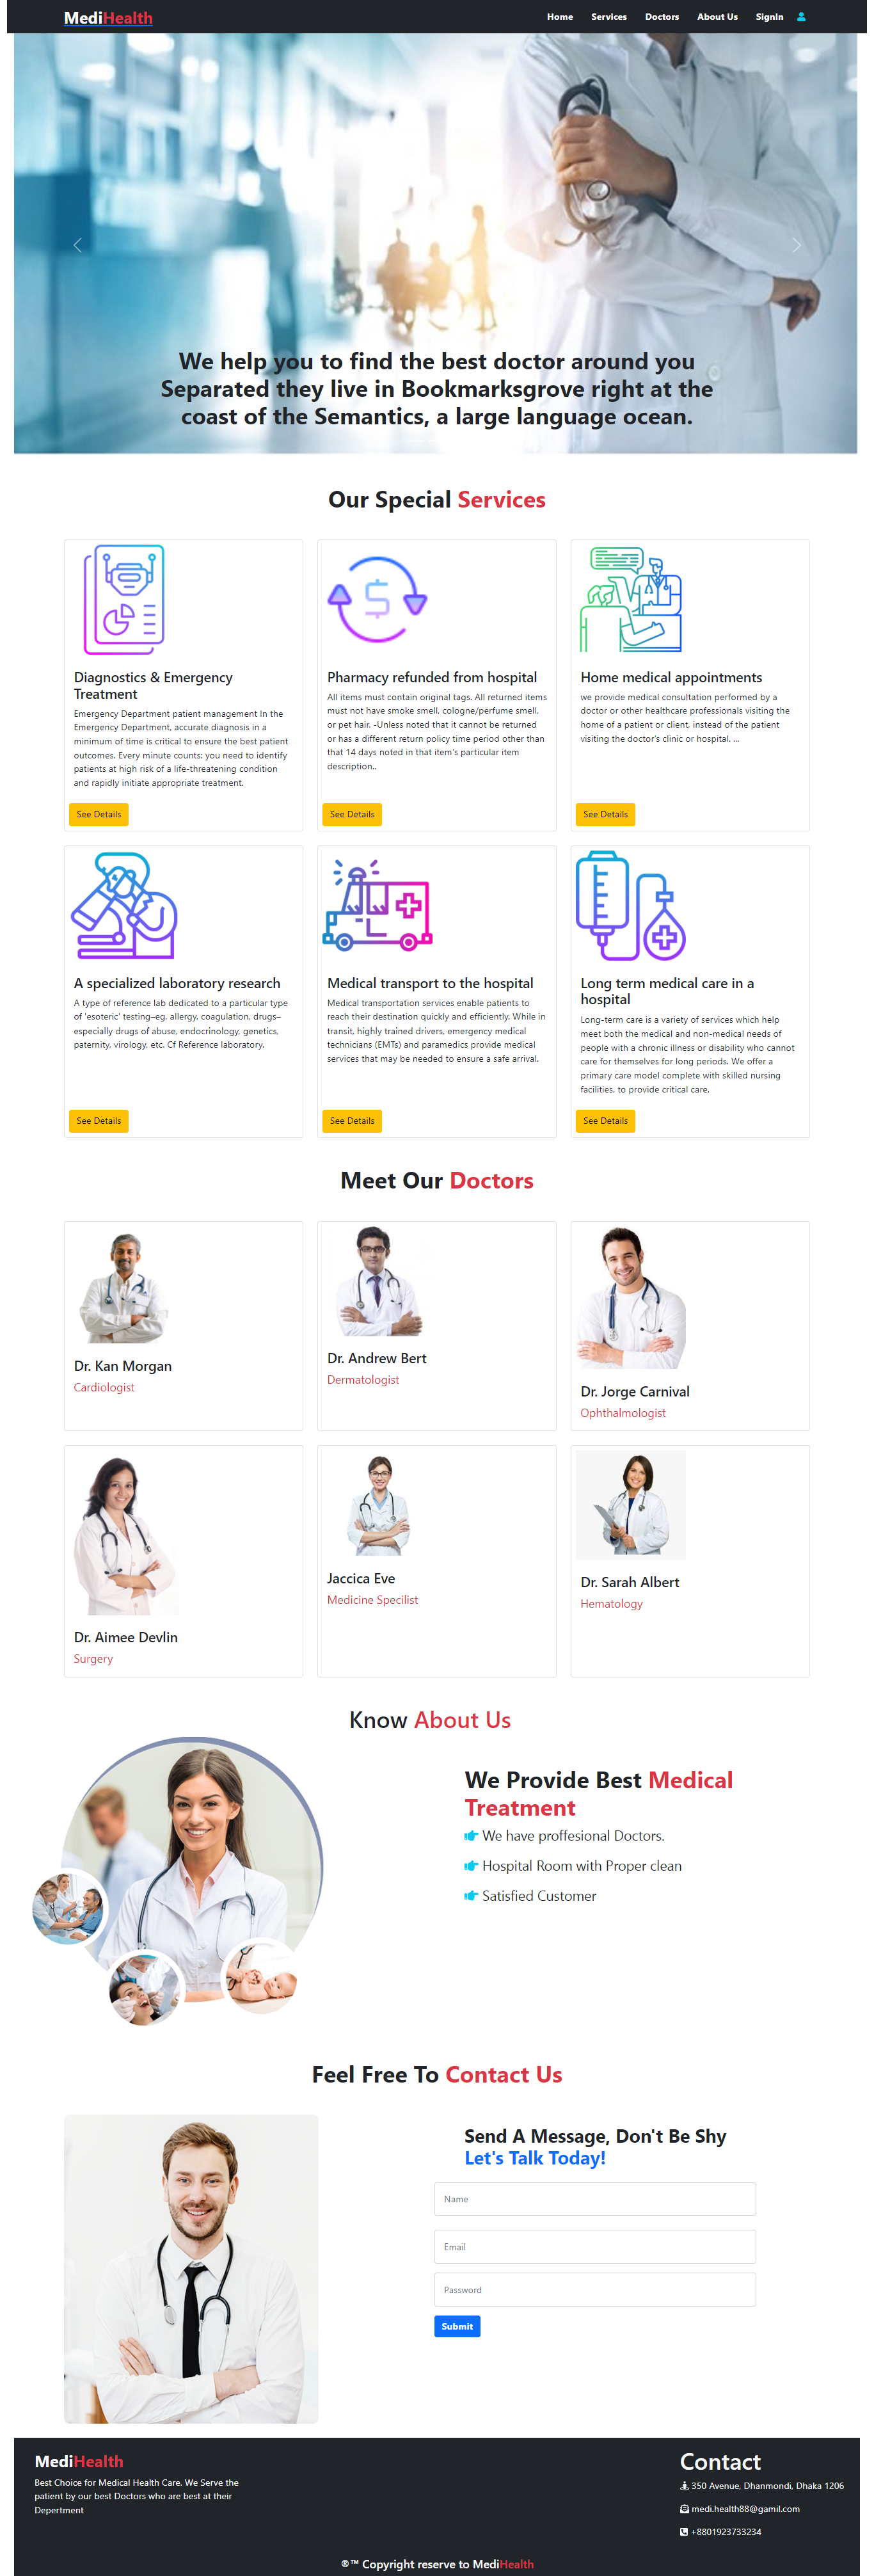 MediHealth
Home Services Doctors About Us SignIn
We help you to find the best doctor around you
Separated they live in Bookmarksgrove right at the
coast of the Semantics, a large language ocean.
Our Special Services
Diagnostics & Emergency
Treatment
Emergency Department patient management In the
Emergency Department, accurate diagnosis in a
minimum of time is critical to ensure the best patient
outcomes. Every minute counts: you need to identify
patients at high risk of a life-threatening condition
and rapidly initiate appropriate treatment.
See Details
Pharmacy refunded from hospital
All items must contain original tags. All returned items
must not have smoke smell, cologne/perfume smell,
or pet hair. -Unless noted that it cannot be returned
or has a different return policy time period other than
that 14 days noted in that item's particular item
description..
See Details
Home medical appointments
we provide medical consultation performed by a
doctor or other healthcare professionals visiting the
home of a patient or client, instead of the patient
visiting the doctor's clinic or hospital. ...
See Details
A specialized laboratory research
A type of reference lab dedicated to a particular type
of 'esoteric' testing–eg, allergy, coagulation, drugs–
especially drugs of abuse, endocrinology, genetics,
paternity, virology, etc. Cf Reference laboratory.
See Details
Medical transport to the hospital
Medical transportation services enable patients to
reach their destination quickly and efficiently. While in
transit, highly trained drivers, emergency medical
technicians (EMTs) and paramedics provide medical
services that may be needed to ensure a safe arrival.
See Details
Long term medical care in a
hospital
Long-term care is a variety of services which help
meet both the medical and non-medical needs of
people with a chronic illness or disability who cannot
care for themselves for long periods. We offer a
primary care model complete with skilled nursing
facilities, to provide critical care.
See Details
Meet Our Doctors
Dr. Kan Morgan
Cardiologist
Dr. Andrew Bert
Dermatologist
Dr. Jorge Carnival
Ophthalmologist
Dr. Aimee Devlin
Surgery
Jaccica Eve
Medicine Specilist
Dr. Sarah Albert
Hematology
Know About Us
We Provide Best Medical
Treatment
We have proffesional Doctors.
Hospital Room with Proper clean
Satisfied Customer
Feel Free To Contact Us
Send A Message, Don't Be Shy
Let's Talk Today!
Name
Email
Password
Submit
MediHealth
Best Choice for Medical Health Care. We Serve the
patient by our best Doctors who are best at their
Depertment
Contact
350 Avenue, Dhanmondi, Dhaka 1206
medi.health88@gamil.com
+8801923733234
®™ Copyright reserve to MediHealth